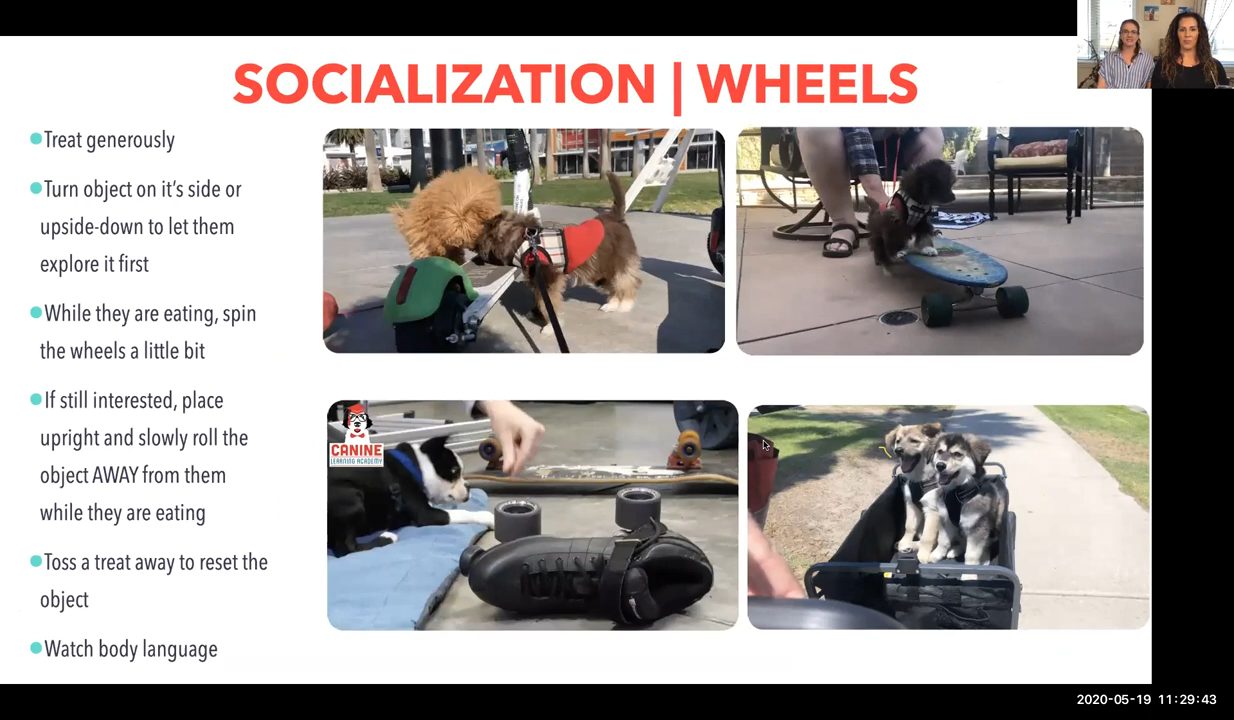 SOCIALIZATION | WHEELS
Treat generously
Turn object on it's side or
upside-down to let them
explore it first
While they are eating, spin
the wheels a little bit
If still interested, place
upright and slowly roll the
object AWAY from them
while they are eating
Toss a treat away to reset the
object
Watch body language
CANINE
LEARNING ACADEMY
2020-05-19 11:29:43